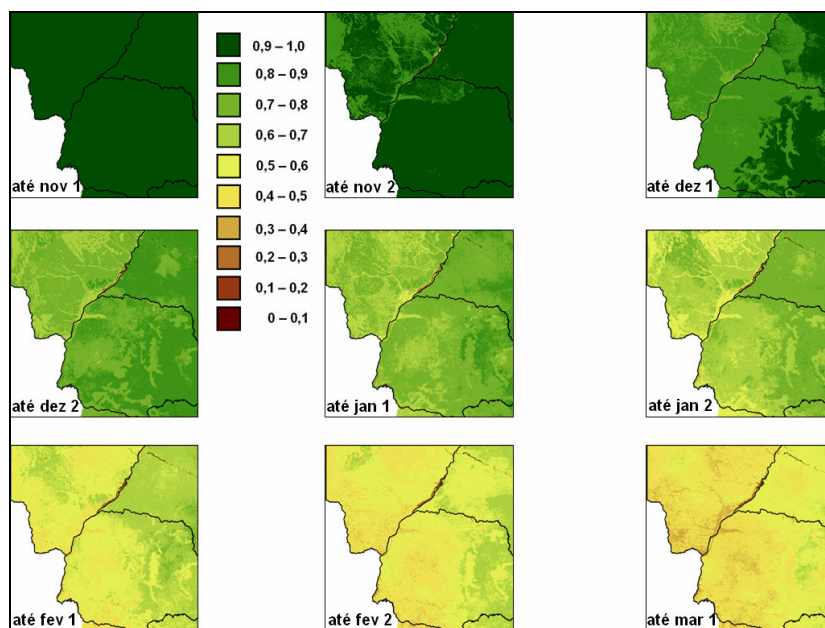 até nov 1
0,9 – 1,0
0,8 – 0,9
0,7 – 0,8
0,6 – 0,7
0,5 – 0,6
0,4 – 0,5
0,3 – 0,4
0,2 – 0,3
0,1 – 0,2
0 – 0,1
até nov 2
até dez 1
até dez 2
até jan 1
até jan 2
até fev 1
até fev 2
até mar 1